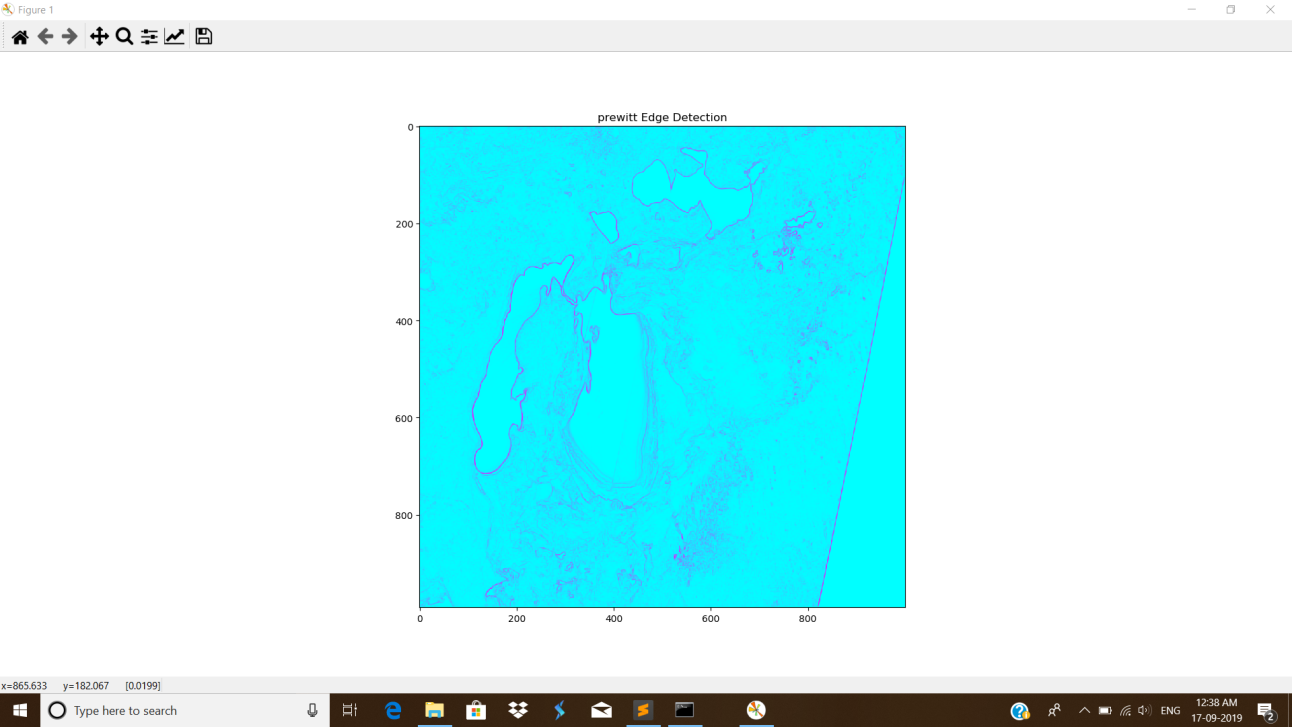 Figure 1
prewitt Edge Detection
0
200
400
600
800
0 200 400 600 800
x=865.633 y=182.067 [0.0199]
Type here to search
ENG
12:38 AM
17-09-2019
2